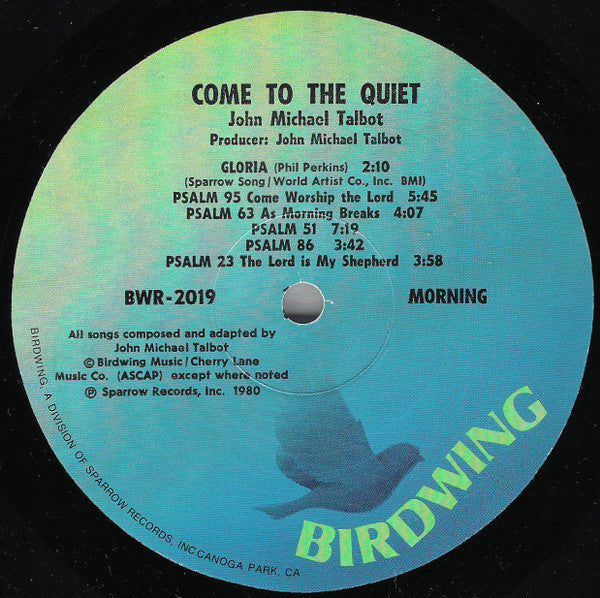 COME TO THE QUIET
John Michael Talbot
Producer: John Michael Talbot
GLORIA (Phil Perkins) 2:10
(Sparrow Song/World Artist Co., Inc. BMI)
PSALM 95 Come Worship the Lord 5:45
PSALM 63 As Morning Breaks 4:07
PSALM 51 7:19
PSALM 86 3:42
PSALM 23 The Lord is My Shepherd 3:58
BWR-2019 MORNING
All songs composed and adapted by
John Michael Talbot
© Birdwing Music/Cherry Lane
Music Co. (ASCAP) except where noted
℗ Sparrow Records, Inc. 1980
BIRDWING, A DIVISION OF SPARROW RECORDS, INC CANOGA PARK, CA
BIRDWING